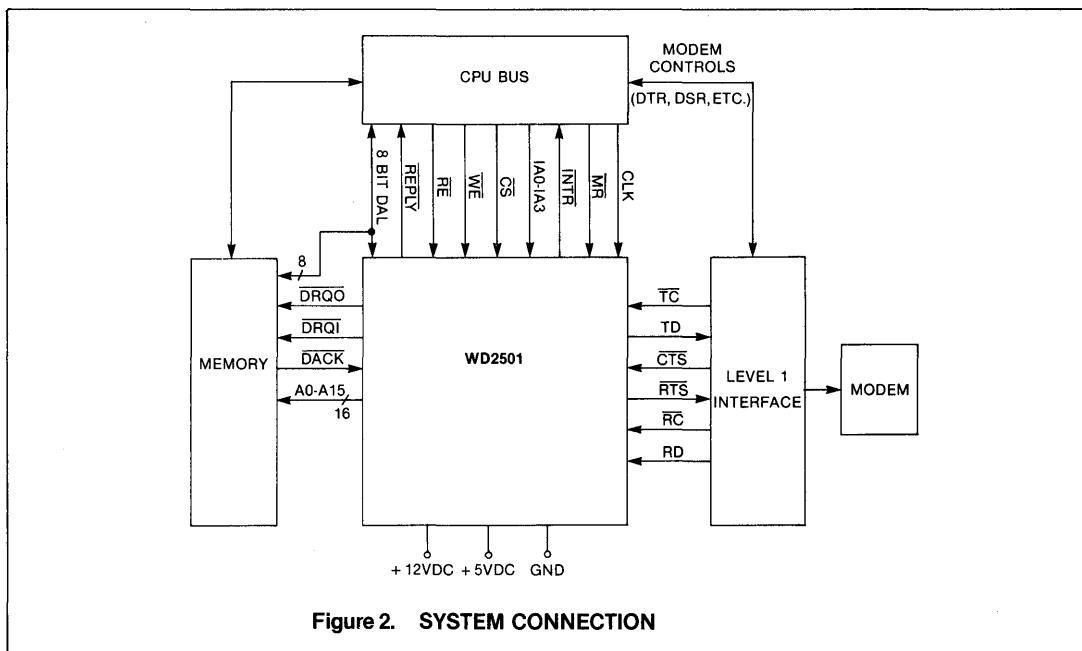 CPU BUS
MODEM
CONTROLS
(DTR, DSR, ETC.)
8 BIT DAL
REPLY
RE
WE
CS
IA0-IA3
INTR
MR
CLK
8
DRQO
DRQI
MEMORY
DACK
A0-A15
16
WD2501
TC
TD
CTS
RTS
RC
RD
LEVEL 1
INTERFACE
MODEM
+ 12VDC
+ 5VDC
GND
Figure 2. SYSTEM CONNECTION